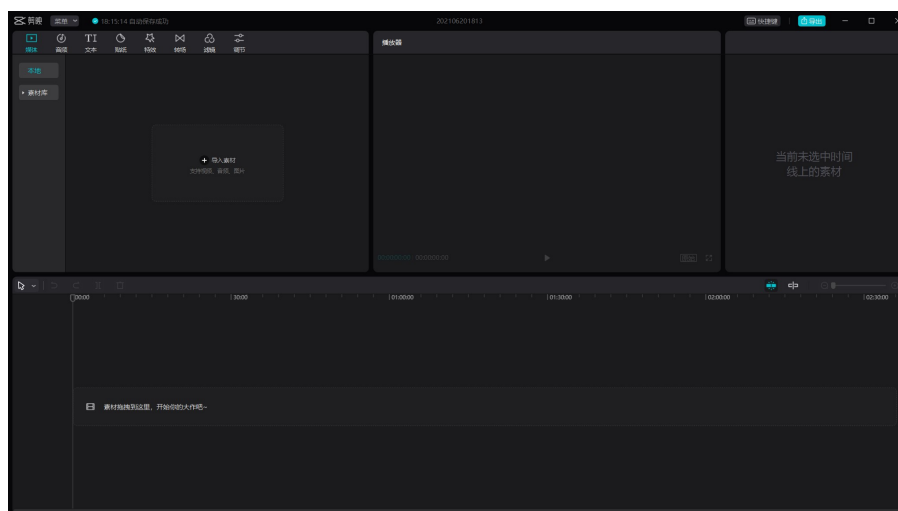 剪映 菜单 18:15:14 自动保存成功 202106201813 快捷键 导出
媒体 音频 文本 贴纸 特效 转场 滤镜 调节
播放器
本地
素材库
导入素材
支持视频、音频、图片
当前未选中时间
线上的素材
00:00:00:00 00:00:00:00
00:00 30:00 01:00:00 01:30:00 02:00:00 02:30:00
素材拖拽到这里,开始你的大作吧~